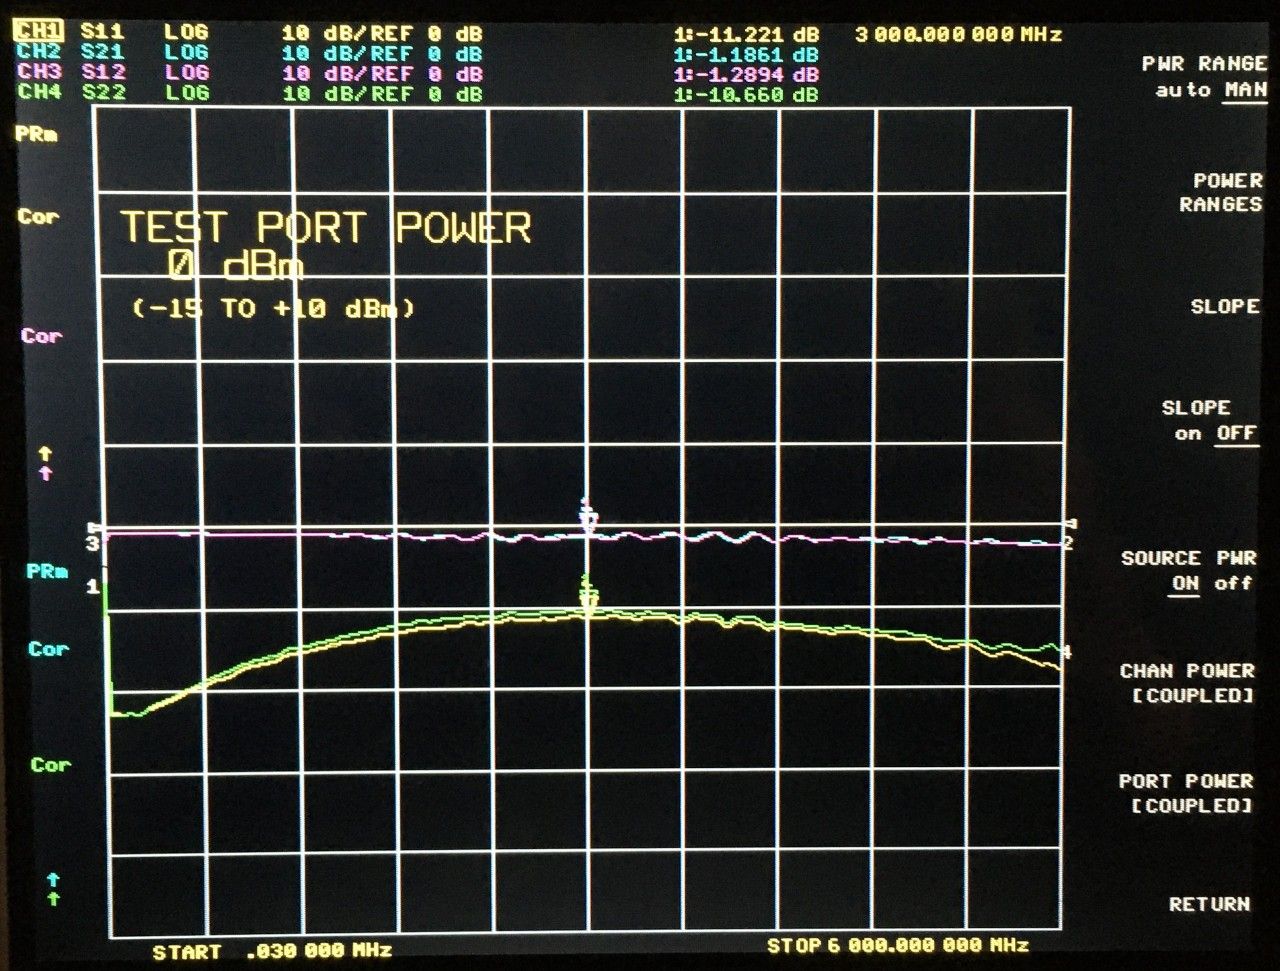 CH1 S11 LOG 10 dB/REF 0 dB 1:-11.221 dB 3 000.000 000 MHz
CH2 S21 LOG 10 dB/REF 0 dB 1:-1.1861 dB
CH3 S12 LOG 10 dB/REF 0 dB 1:-1.2894 dB
CH4 S22 LOG 10 dB/REF 0 dB 1:-10.660 dB
PWR RANGE
auto MAN
PRm
POWER
RANGES
Cor
TEST PORT POWER
0 dBm
(-15 TO +10 dBm)
SLOPE
Cor
SLOPE
on OFF
↑
↑
3
2
1
PRm
SOURCE PWR
ON off
Cor
4
CHAN POWER
[COUPLED]
Cor
PORT POWER
[COUPLED]
↑
↑
RETURN
START .030 000 MHz STOP 6 000.000 000 MHz